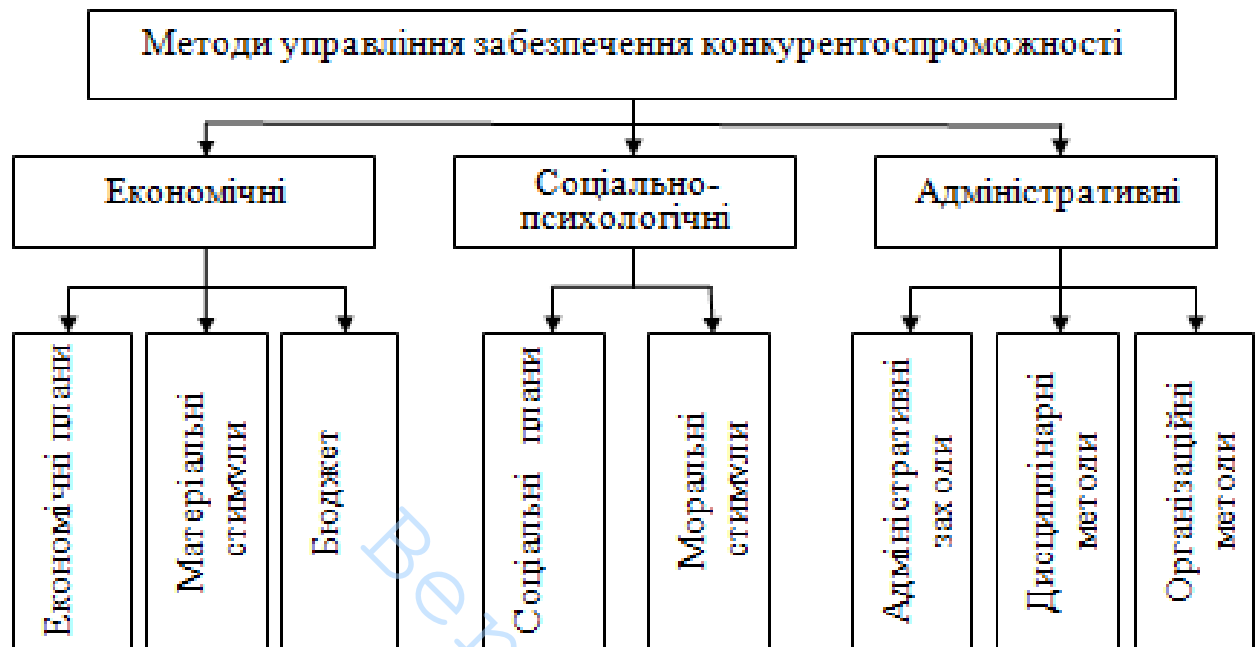 Методи управління забезпечення конкурентоспроможності
Економічні
Соціально-
психологічні
Адміністративні
Економічні плани
Матеріальні
стимули
Бюджет
Соціальні плани
Моральні
стимули
Адміністративні
заходи
Дисциплінарні
методи
Організаційні
методи